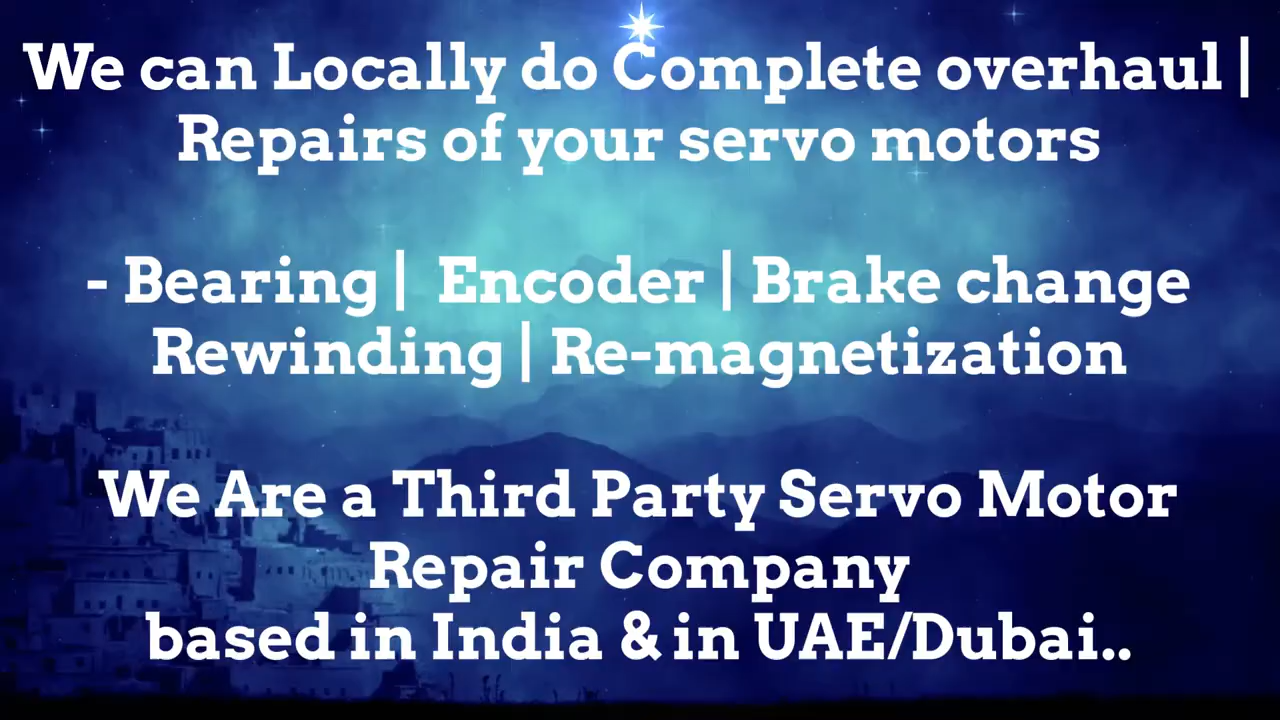 We can Locally do Complete overhaul |
Repairs of your servo motors
- Bearing | Encoder | Brake change
Rewinding | Re-magnetization
We Are a Third Party Servo Motor
Repair Company
based in India & in UAE/Dubai..